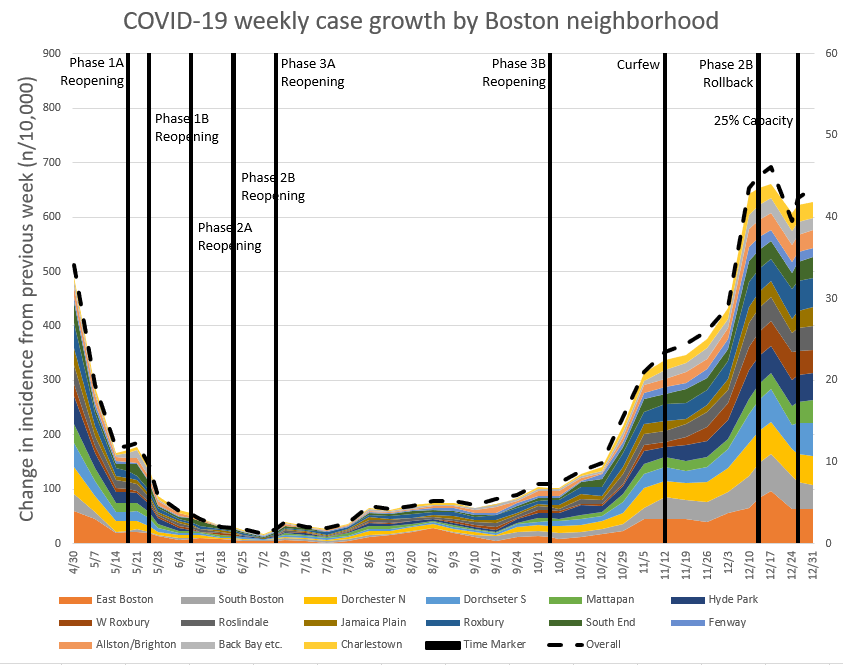 COVID-19 weekly case growth by Boston neighborhood
Change in incidence from previous week (n/10,000)
900
800
700
600
500
400
300
200
100
0
60
50
40
30
20
10
0
Phase 1A
Reopening
Phase 1B
Reopening
Phase 2A
Reopening
Phase 2B
Reopening
Phase 3A
Reopening
Phase 3B
Reopening
Curfew
Phase 2B
Rollback
25% Capacity
4/30
5/7
5/14
5/21
5/28
6/4
6/11
6/18
6/25
7/2
7/9
7/16
7/23
7/30
8/6
8/13
8/20
8/27
9/3
9/10
9/17
9/24
10/1
10/8
10/15
10/22
10/29
11/5
11/12
11/19
11/26
12/3
12/10
12/17
12/24
12/31
East Boston South Boston Dorchester N Dorchseter S Mattapan Hyde Park
W Roxbury Roslindale Jamaica Plain Roxbury South End Fenway
Allston/Brighton Back Bay etc. Charlestown Time Marker Overall